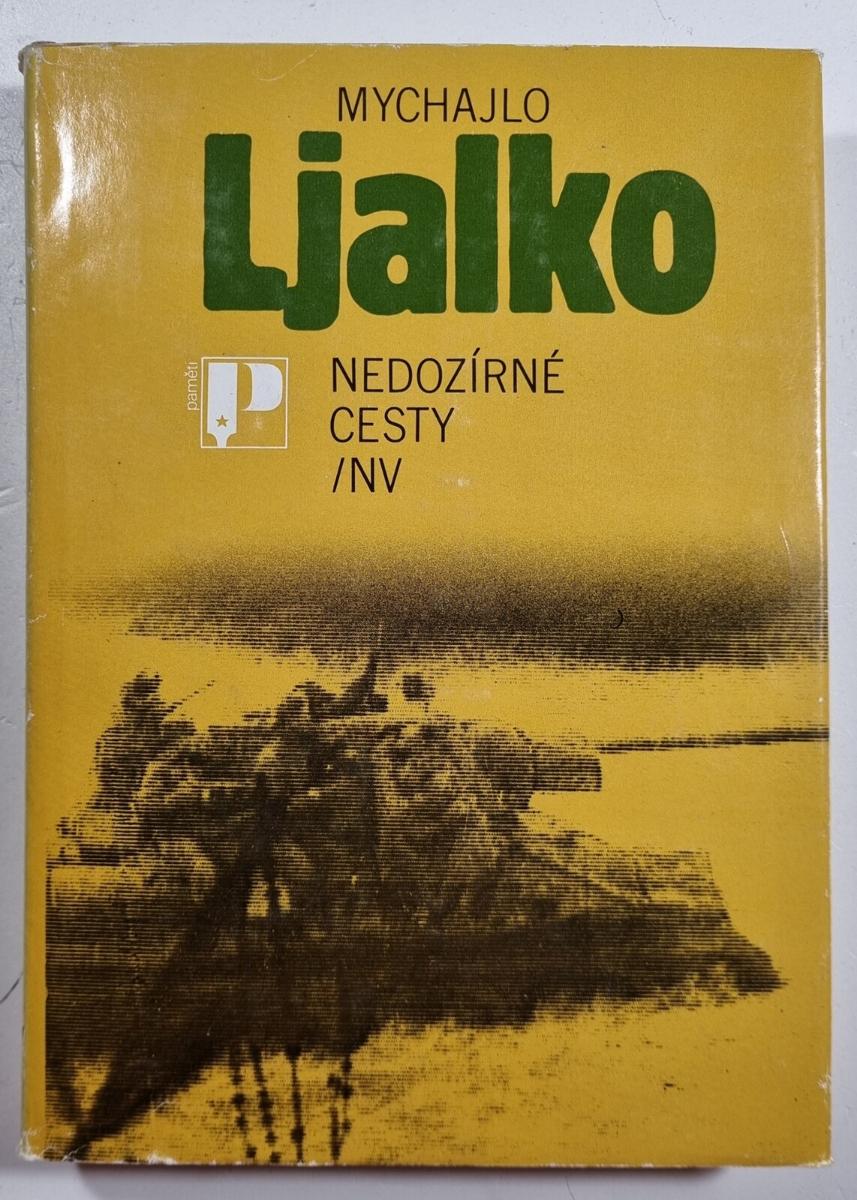 MYCHAJLO
Ljalko
paměti
P
NEDOZÍRNÉ
CESTY
/NV